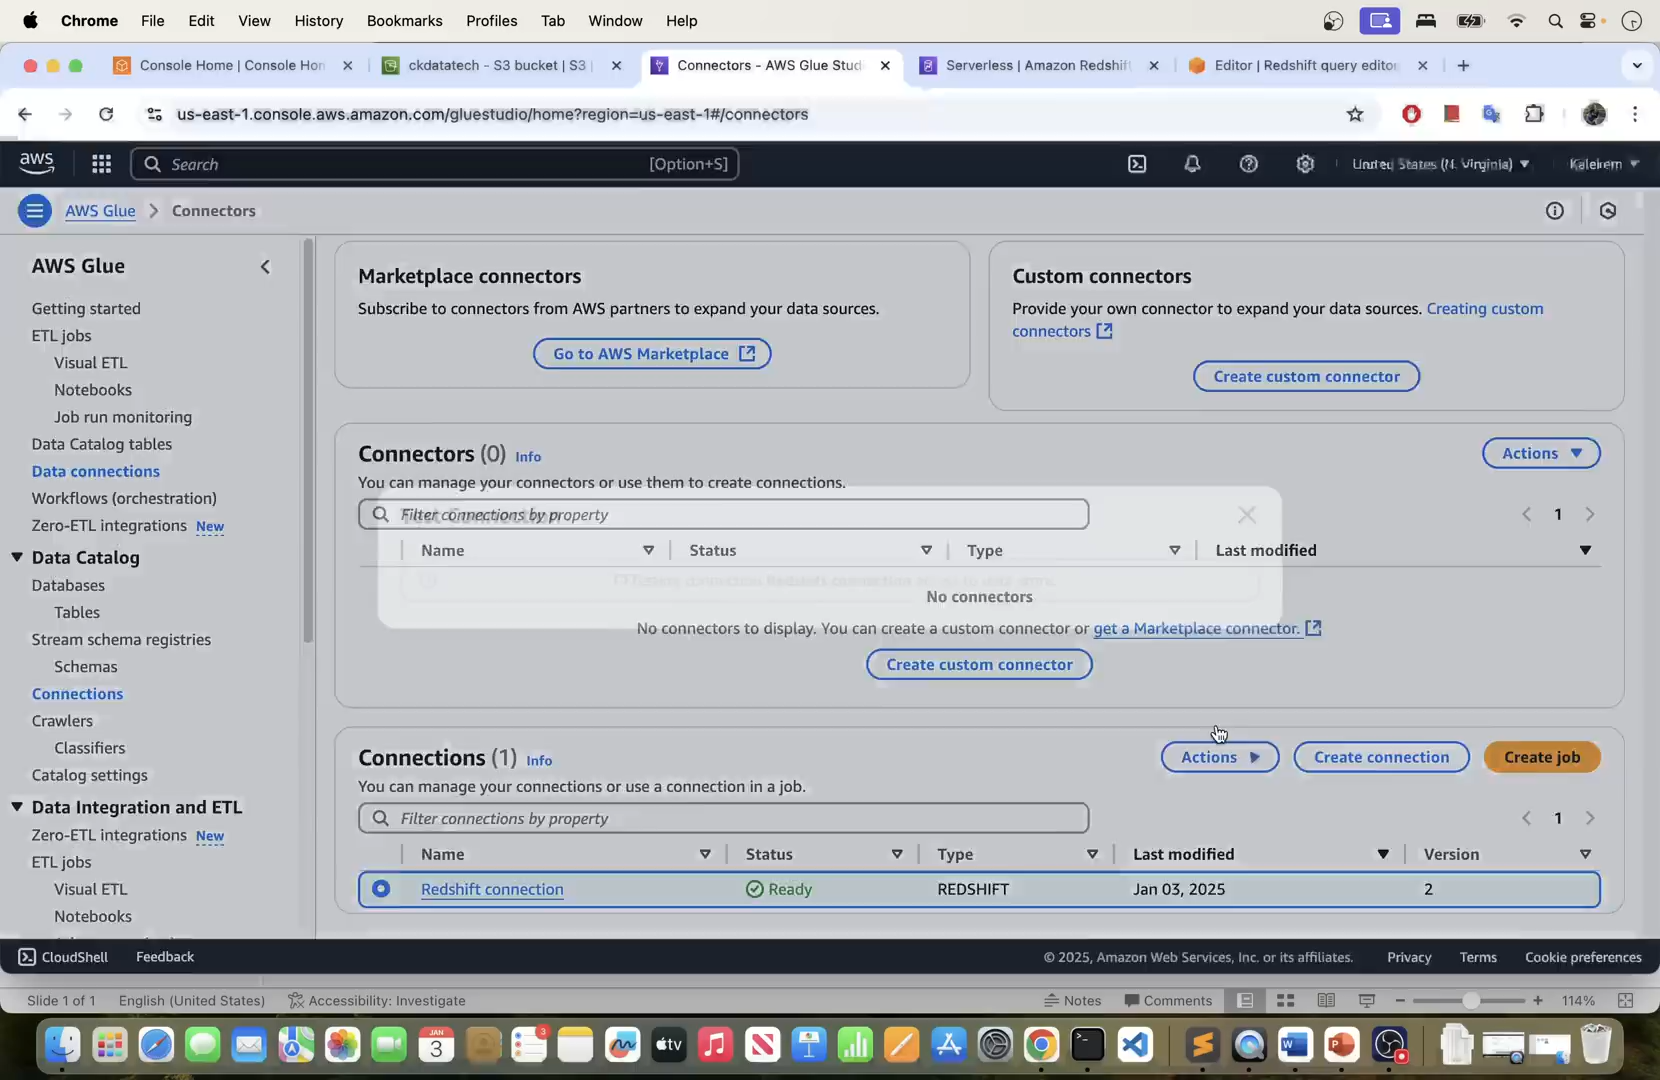 Chrome File Edit View History Bookmarks Profiles Tab Window Help
Console Home | Console Hom
ckdatatech - S3 bucket | S3 |
Connectors - AWS Glue Stud
Serverless | Amazon Redshift
Editor | Redshift query editor
us-east-1.console.aws.amazon.com/gluestudio/home?region=us-east-1#/connectors
aws
Search
[Option+S]
United States (N. Virginia)
AWS Glue
Connectors
AWS Glue
Getting started
ETL jobs
Visual ETL
Notebooks
Job run monitoring
Data Catalog tables
Data connections
Workflows (orchestration)
Zero-ETL integrations New
Data Catalog
Databases
Tables
Stream schema registries
Schemas
Connections
Crawlers
Classifiers
Catalog settings
Data Integration and ETL
Zero-ETL integrations New
ETL jobs
Visual ETL
Notebooks
Marketplace connectors
Subscribe to connectors from AWS partners to expand your data sources.
Go to AWS Marketplace
Custom connectors
Provide your own connector to expand your data sources. Creating custom
connectors
Create custom connector
Connectors (0) Info
Actions
You can manage your connectors or use them to create connections.
Filter connections by property
Test Connection
1
Name Status Type Last modified
No connectors
No connectors to display. You can create a custom connector or get a Marketplace connector.
Create custom connector
Connections (1) Info
Actions
Create connection
Create job
You can manage your connections or use a connection in a job.
Filter connections by property
1
Name Status Type Last modified Version
Redshift connection Ready REDSHIFT Jan 03, 2025 2
CloudShell Feedback
© 2025, Amazon Web Services, Inc. or its affiliates. Privacy Terms Cookie preferences
Slide 1 of 1 English (United States) Accessibility: Investigate
Notes Comments 114%
JAN
3
3
tv
W
P